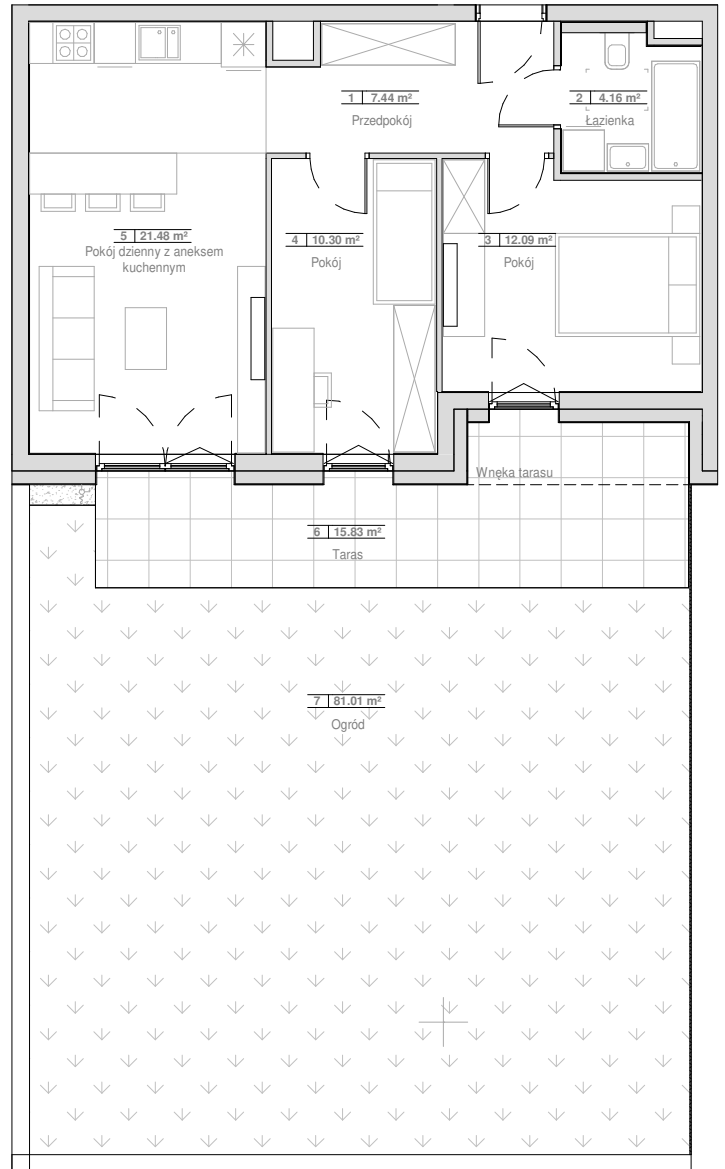 1 7.44 m²
Przedpokój
2 4.16 m²
Łazienka
5 21.48 m²
Pokój dzienny z aneksem
kuchennym
4 10.30 m²
Pokój
3 12.09 m²
Pokój
Wnęka tarasu
6 15.83 m²
Taras
7 81.01 m²
Ogród